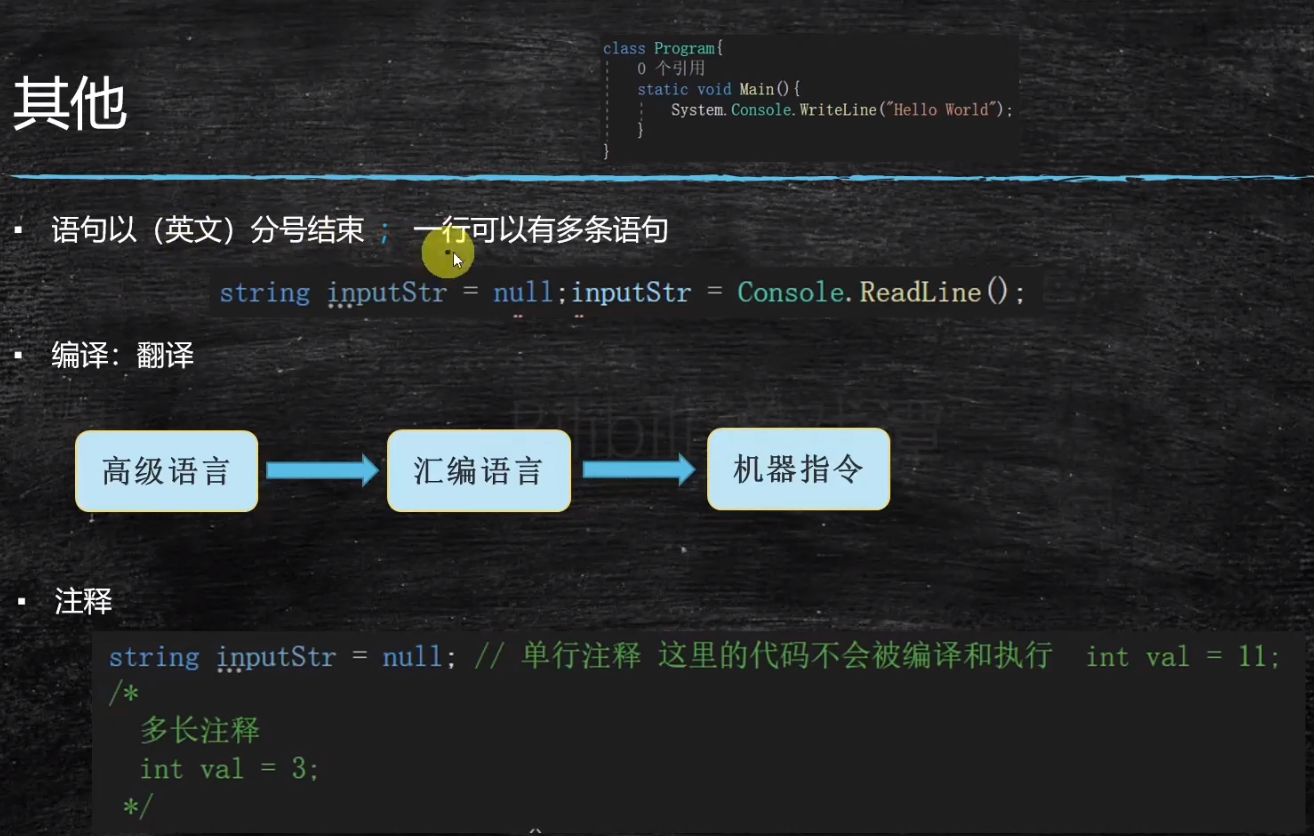 其他
class Program{
0 个引用
static void Main(){
System.Console.WriteLine("Hello World");
}
}
▪ 语句以（英文）分号结束 ； 一行可以有多条语句
string inputStr = null;inputStr = Console.ReadLine();
▪ 编译：翻译
高级语言
汇编语言
机器指令
▪ 注释
string inputStr = null; // 单行注释 这里的代码不会被编译和执行 int val = 11;
/*
多长注释
int val = 3;
*/